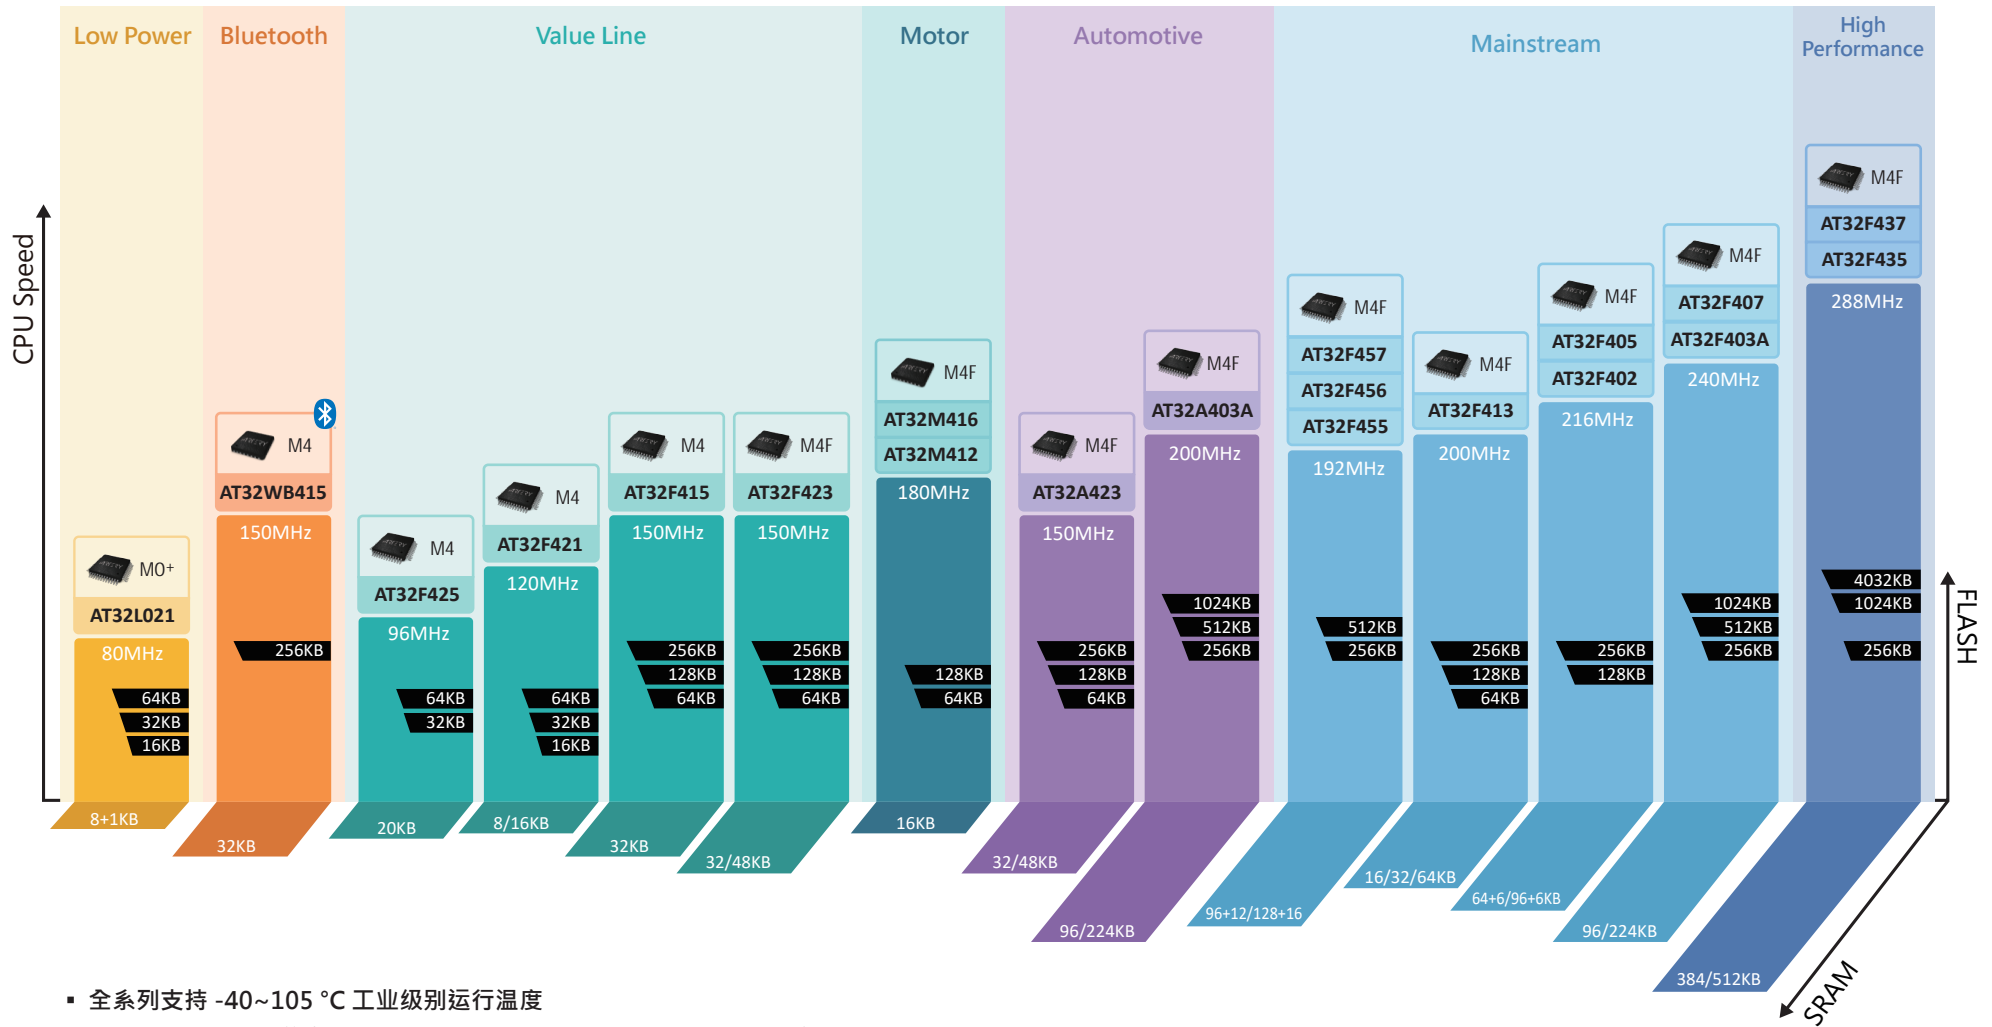 Low Power
Bluetooth
Value Line
Motor
Automotive
Mainstream
High
Performance
CPU Speed
M0+
AT32L021
80MHz
64KB
32KB
16KB
8+1KB
M4
AT32WB415
150MHz
256KB
32KB
M4
AT32F425
96MHz
64KB
32KB
20KB
M4
AT32F421
120MHz
64KB
32KB
16KB
8/16KB
M4
AT32F415
150MHz
256KB
128KB
64KB
32KB
M4F
AT32F423
150MHz
256KB
128KB
64KB
32/48KB
M4F
AT32M416
AT32M412
180MHz
128KB
64KB
16KB
M4F
AT32A423
150MHz
256KB
128KB
64KB
32/48KB
M4F
AT32A403A
200MHz
1024KB
512KB
256KB
96/224KB
M4F
AT32F457
AT32F456
AT32F455
192MHz
512KB
256KB
96+12/128+16
M4F
AT32F413
200MHz
256KB
128KB
64KB
16/32/64KB
M4F
AT32F405
AT32F402
216MHz
256KB
128KB
64+6/96+6KB
M4F
AT32F407
AT32F403A
240MHz
1024KB
512KB
256KB
96/224KB
M4F
AT32F437
AT32F435
288MHz
4032KB
1024KB
256KB
384/512KB
FLASH
SRAM
▪ 全系列支持 -40~105 °C 工业级别运行温度